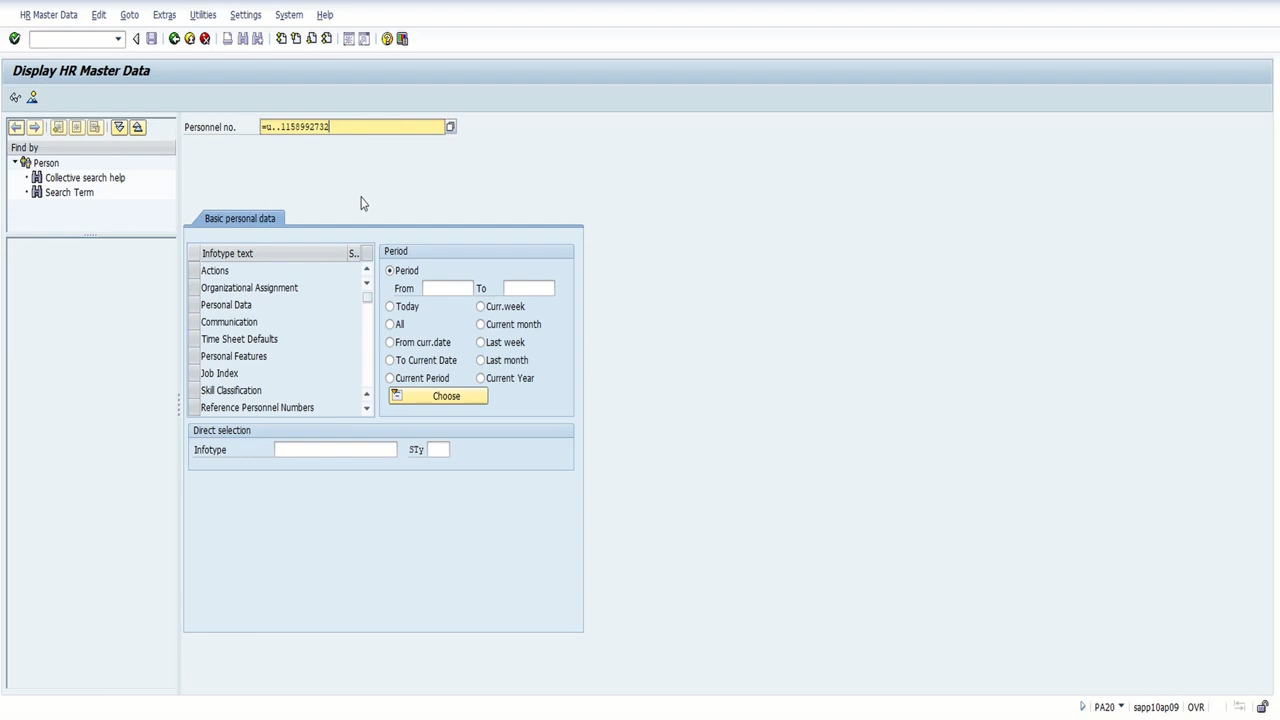 HR Master Data Edit Goto Extras Utilities Settings System Help
Display HR Master Data
Personnel no. =u..1158992732
Find by
Person
Collective search help
Search Term
Basic personal data
Infotype text S..
Actions
Organizational Assignment
Personal Data
Communication
Time Sheet Defaults
Personal Features
Job Index
Skill Classification
Reference Personnel Numbers
Period
Period
From To
Today Curr.week
All Current month
From curr.date Last week
To Current Date Last month
Current Period Current Year
Choose
Direct selection
Infotype STy
PA20 sapp10ap09 OVR